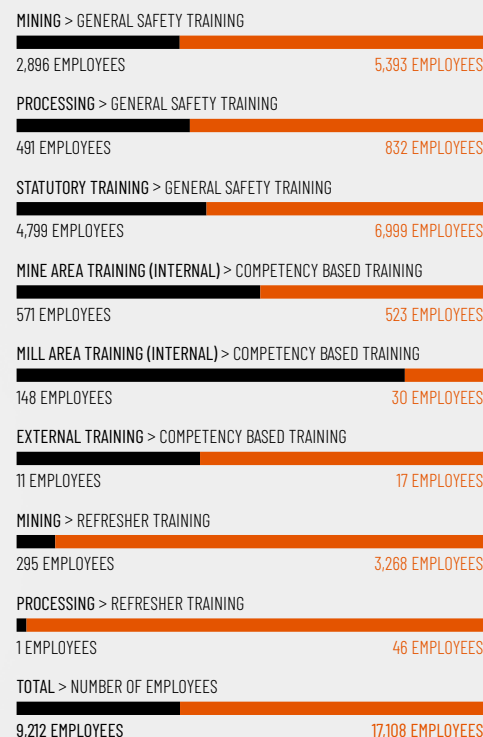 MINING > GENERAL SAFETY TRAINING
2,896 EMPLOYEES 5,393 EMPLOYEES
PROCESSING > GENERAL SAFETY TRAINING
491 EMPLOYEES 832 EMPLOYEES
STATUTORY TRAINING > GENERAL SAFETY TRAINING
4,799 EMPLOYEES 6,999 EMPLOYEES
MINE AREA TRAINING (INTERNAL) > COMPETENCY BASED TRAINING
571 EMPLOYEES 523 EMPLOYEES
MILL AREA TRAINING (INTERNAL) > COMPETENCY BASED TRAINING
148 EMPLOYEES 30 EMPLOYEES
EXTERNAL TRAINING > COMPETENCY BASED TRAINING
11 EMPLOYEES 17 EMPLOYEES
MINING > REFRESHER TRAINING
295 EMPLOYEES 3,268 EMPLOYEES
PROCESSING > REFRESHER TRAINING
1 EMPLOYEES 46 EMPLOYEES
TOTAL > NUMBER OF EMPLOYEES
9,212 EMPLOYEES 17,108 EMPLOYEES